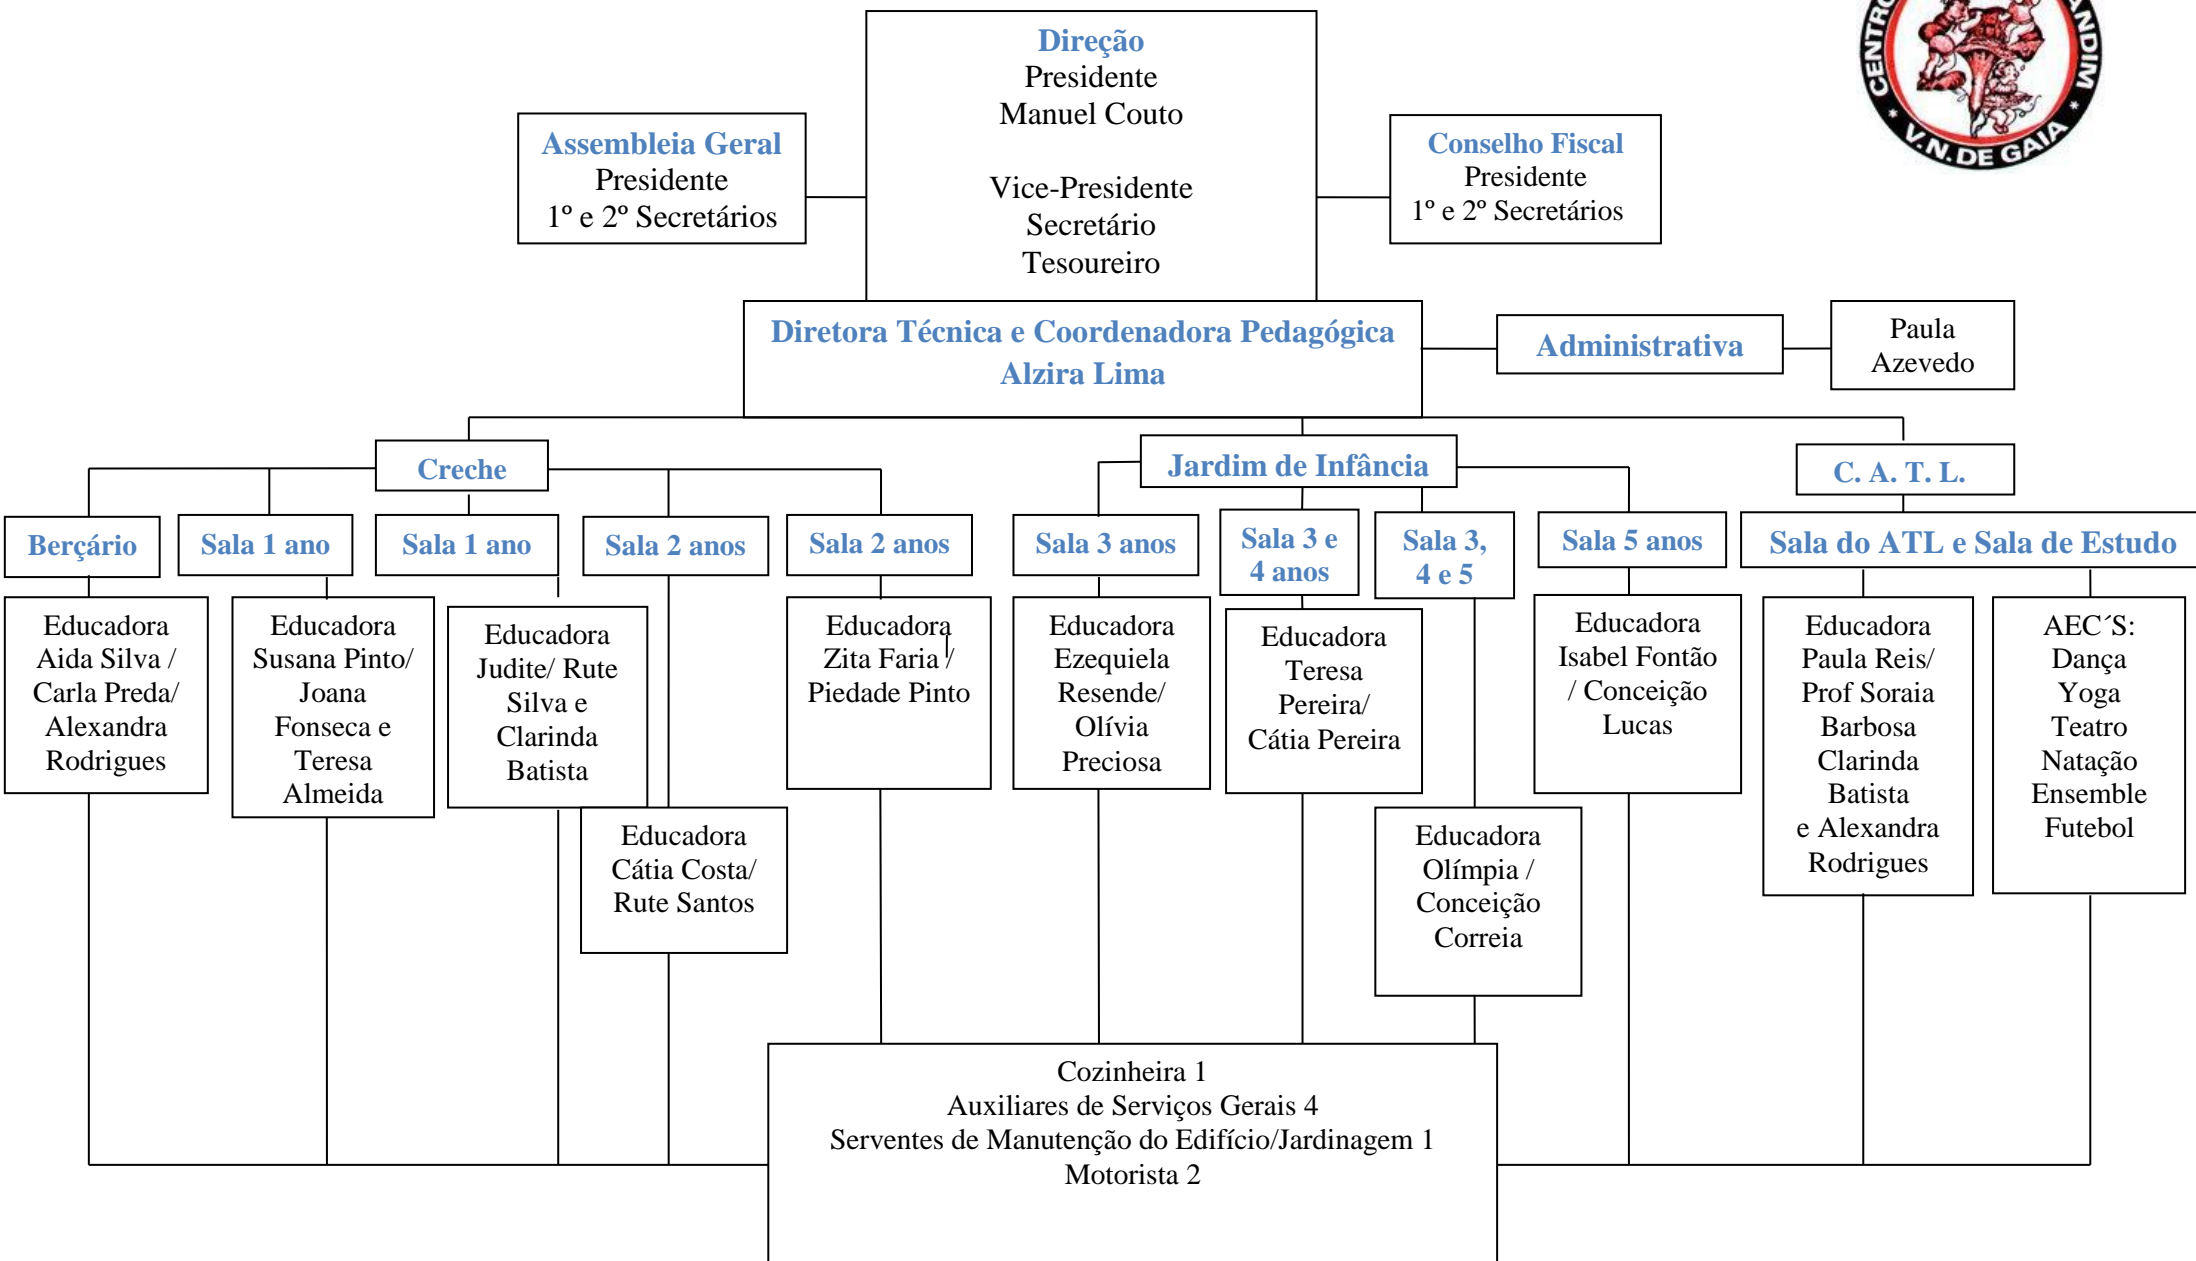 Direção
Presidente
Manuel Couto
Vice-Presidente
Secretário
Tesoureiro
Assembleia Geral
Presidente
1º e 2º Secretários
Conselho Fiscal
Presidente
1º e 2º Secretários
CENTRO
ANDIM
* V.N. DE GAIA *
Diretora Técnica e Coordenadora Pedagógica
Alzira Lima
Administrativa
Paula
Azevedo
Creche
Jardim de Infância
C. A. T. L.
Berçário
Sala 1 ano
Sala 1 ano
Sala 2 anos
Sala 2 anos
Sala 3 anos
Sala 3 e
4 anos
Sala 3,
4 e 5
Sala 5 anos
Sala do ATL e Sala de Estudo
Educadora
Aida Silva /
Carla Preda/
Alexandra
Rodrigues
Educadora
Susana Pinto/
Joana
Fonseca e
Teresa
Almeida
Educadora
Judite/ Rute
Silva e
Clarinda
Batista
Educadora
Cátia Costa/
Rute Santos
Educadora
Zita Faria /
Piedade Pinto
Educadora
Ezequiela
Resende/
Olívia
Preciosa
Educadora
Teresa
Pereira/
Cátia Pereira
Educadora
Olímpia /
Conceição
Correia
Educadora
Isabel Fontão
/ Conceição
Lucas
Educadora
Paula Reis/
Prof Soraia
Barbosa
Clarinda
Batista
e Alexandra
Rodrigues
AEC´S:
Dança
Yoga
Teatro
Natação
Ensemble
Futebol
Cozinheira 1
Auxiliares de Serviços Gerais 4
Serventes de Manutenção do Edifício/Jardinagem 1
Motorista 2